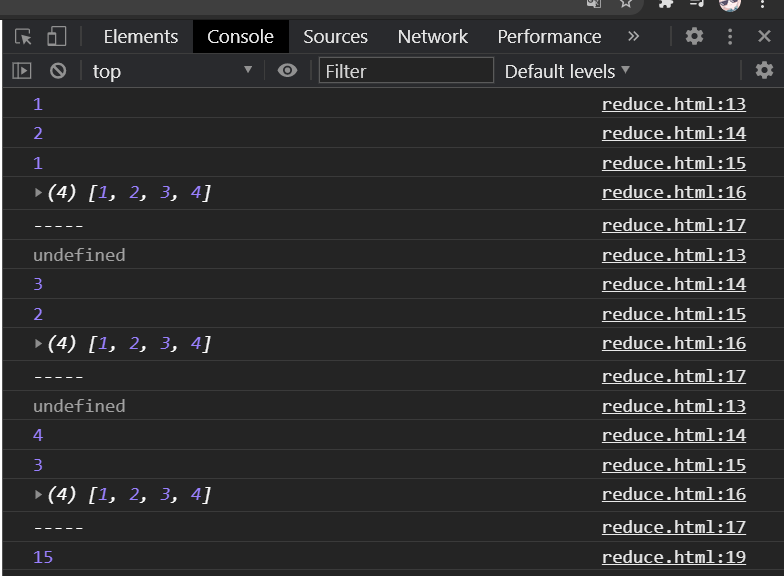 Elements Console Sources Network Performance »
top Filter Default levels
1 reduce.html:13
2 reduce.html:14
1 reduce.html:15
(4) [1, 2, 3, 4] reduce.html:16
----- reduce.html:17
undefined reduce.html:13
3 reduce.html:14
2 reduce.html:15
(4) [1, 2, 3, 4] reduce.html:16
----- reduce.html:17
undefined reduce.html:13
4 reduce.html:14
3 reduce.html:15
(4) [1, 2, 3, 4] reduce.html:16
----- reduce.html:17
15 reduce.html:19